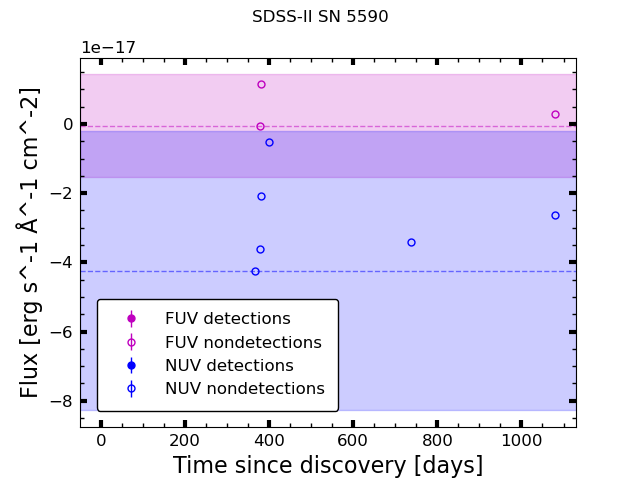 SDSS-II SN 5590
1e−17
0
−2
−4
−6
−8
Flux [erg s^-1 Å^-1 cm^-2]
FUV detections
FUV nondetections
NUV detections
NUV nondetections
0 200 400 600 800 1000
Time since discovery [days]